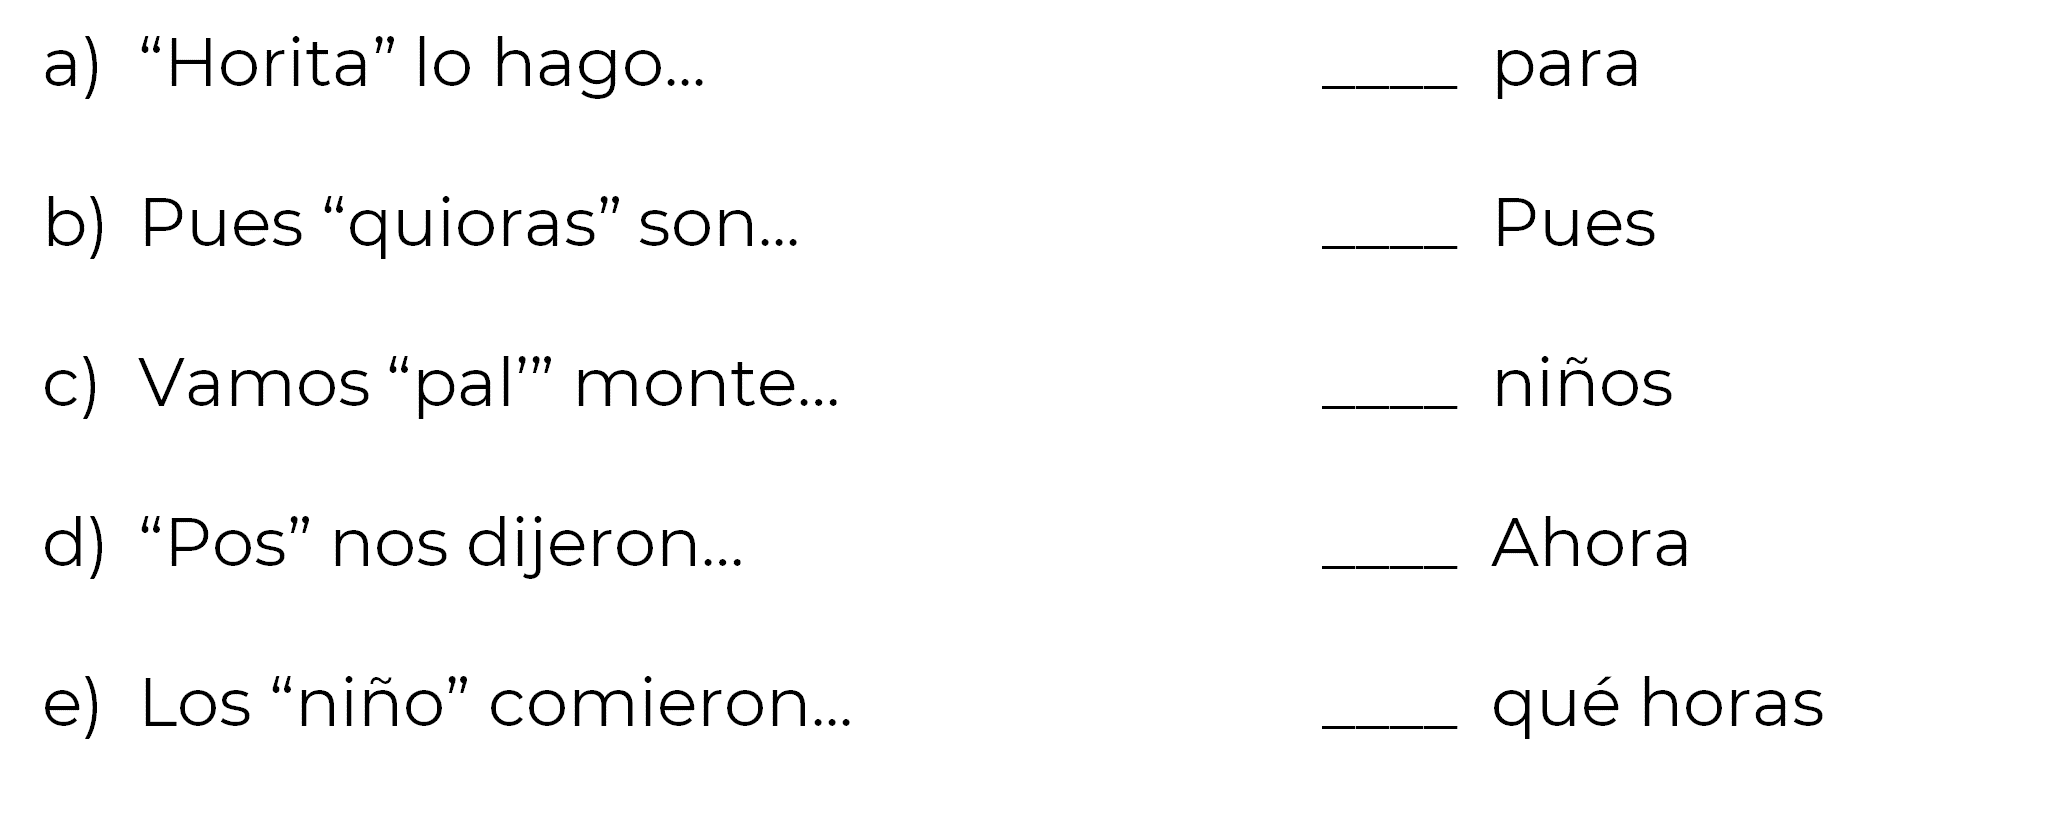 a) “Horita” lo hago... ____ para
b) Pues “quioras” son... ____ Pues
c) Vamos “pal’” monte... ____ niños
d) “Pos” nos dijeron... ____ Ahora
e) Los “niño” comieron... ____ qué horas